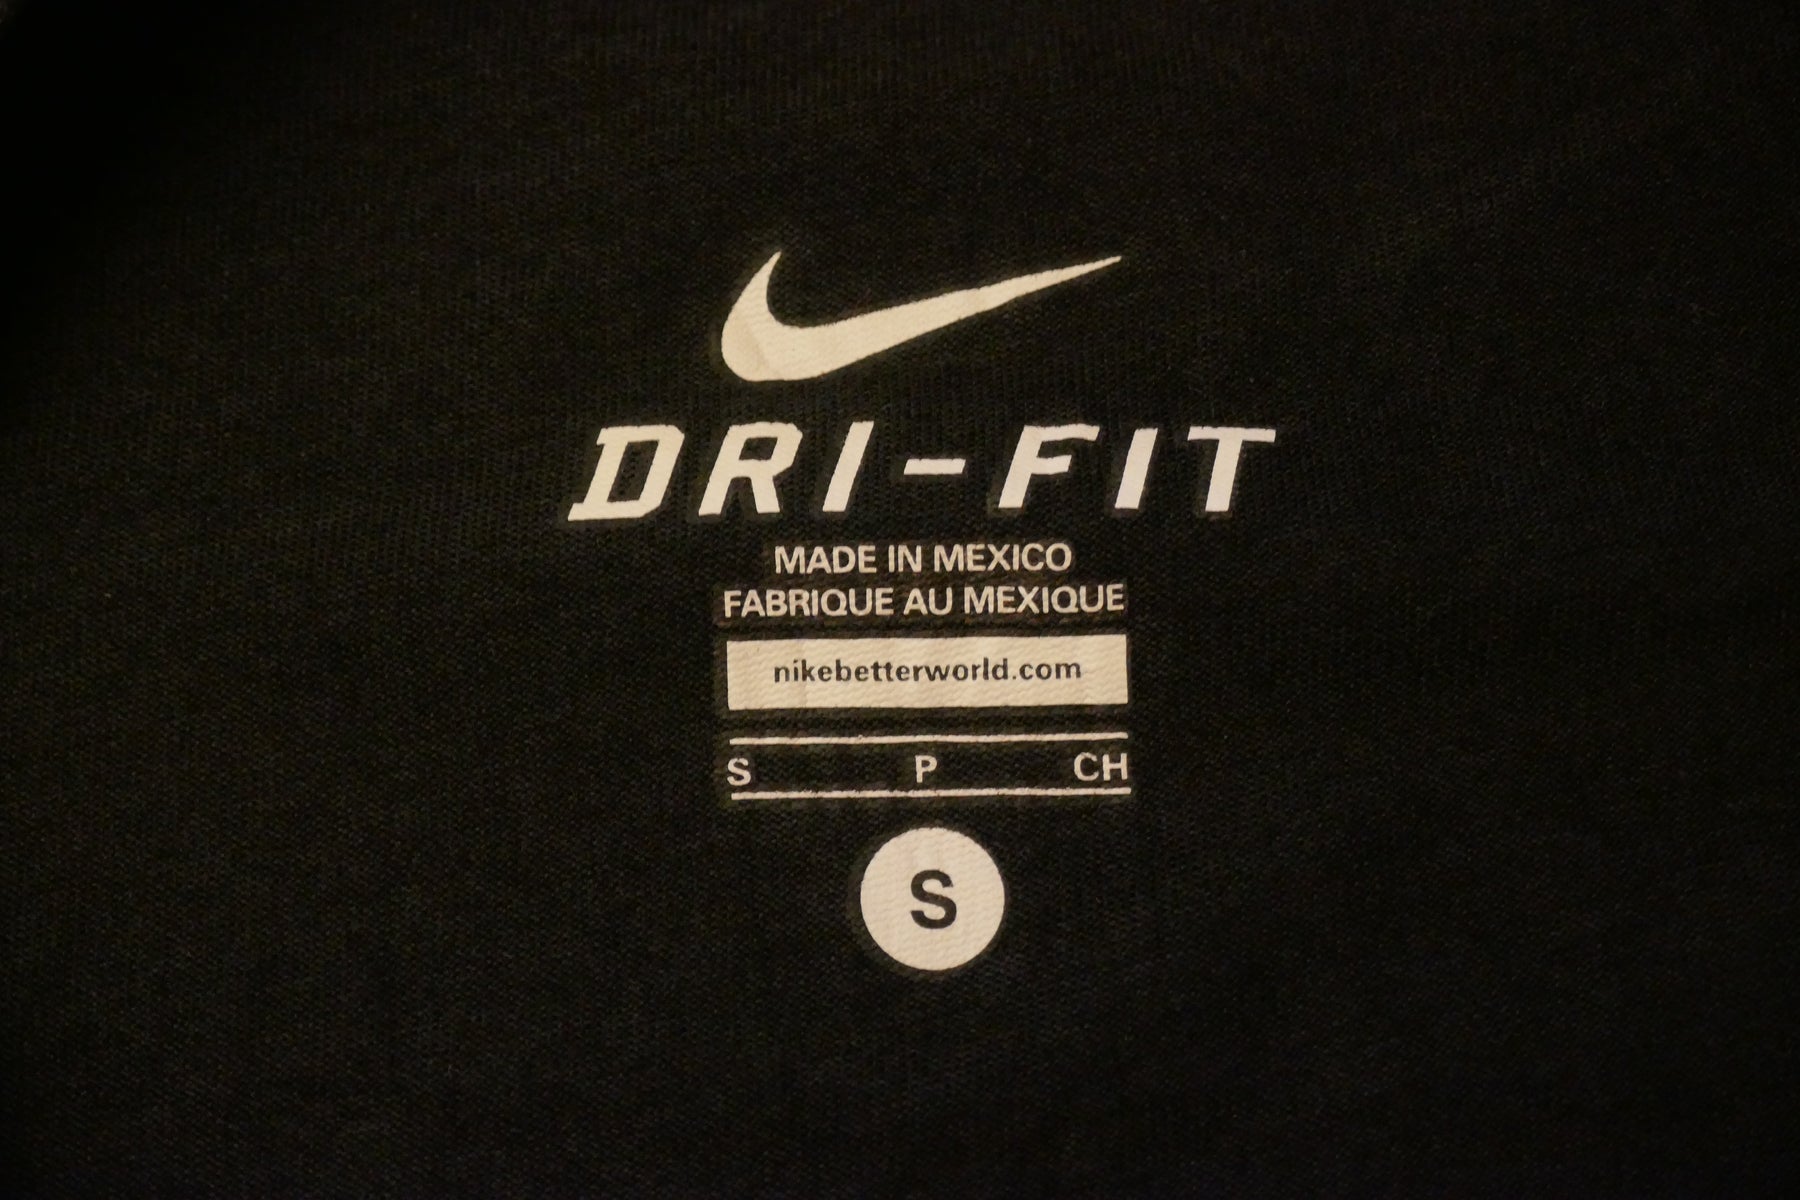 DRI-FIT
MADE IN MEXICO
FABRIQUE AU MEXIQUE
nikebetterworld.com
S P CH
S